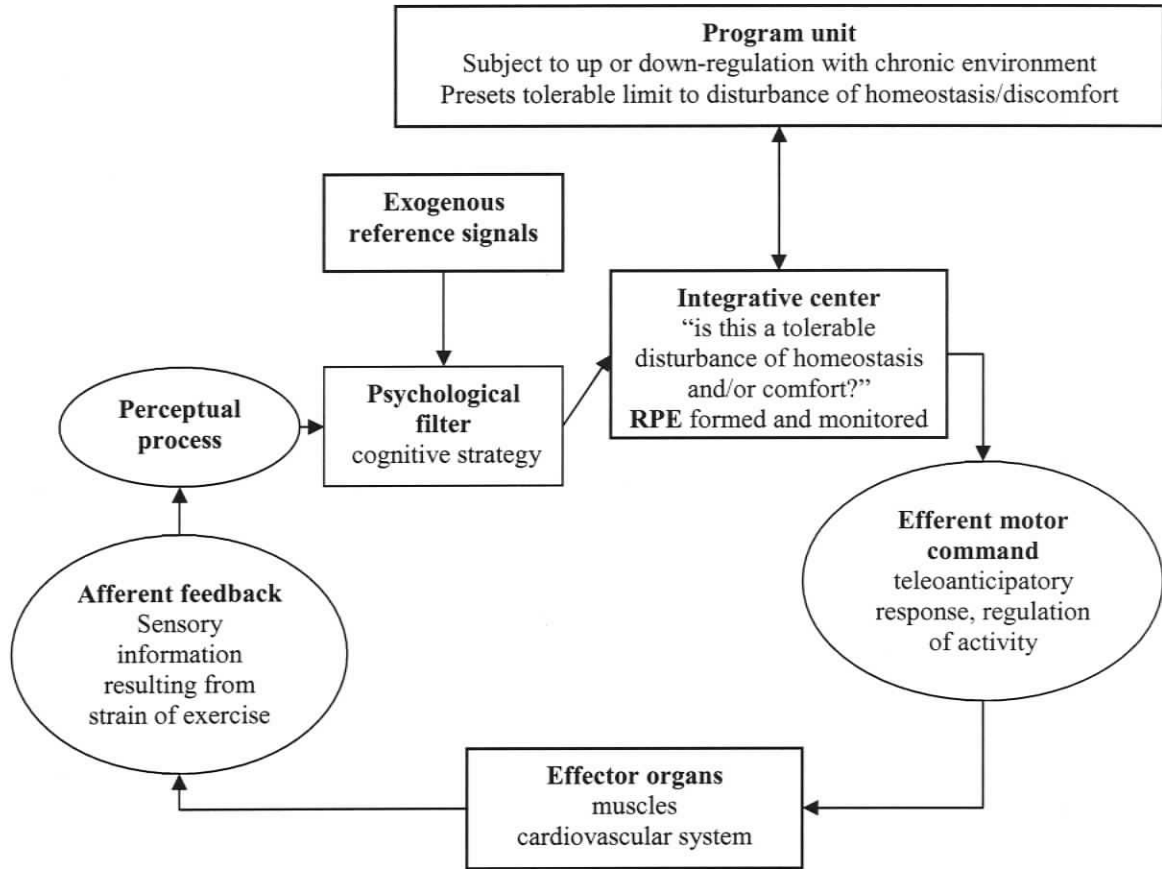 Program unit
Subject to up or down-regulation with chronic environment
Presets tolerable limit to disturbance of homeostasis/discomfort
Exogenous
reference signals
Integrative center
“is this a tolerable
disturbance of homeostasis
and/or comfort?”
RPE formed and monitored
Psychological
filter
cognitive strategy
Perceptual
process
Efferent motor
command
teleoanticipatory
response, regulation
of activity
Afferent feedback
Sensory
information
resulting from
strain of exercise
Effector organs
muscles
cardiovascular system